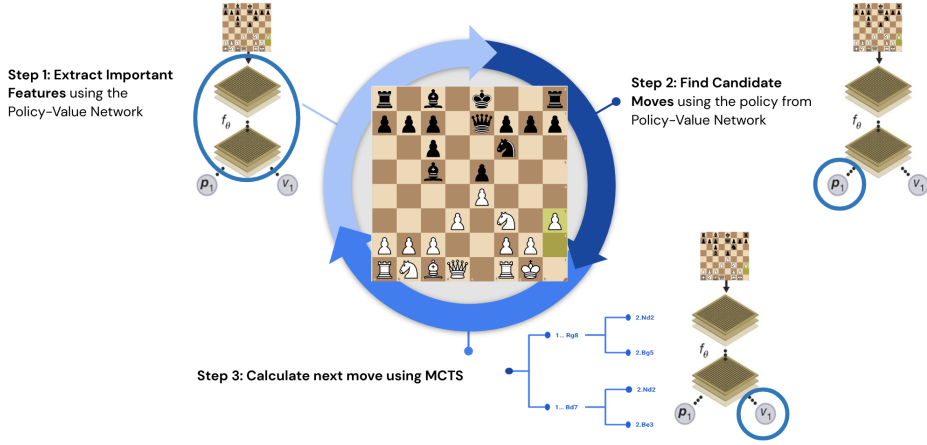 Step 1: Extract Important
Features using the
Policy-Value Network
fθ
p1
v1
Step 2: Find Candidate
Moves using the policy from
Policy-Value Network
fθ
p1
v1
Step 3: Calculate next move using MCTS
1... Rg8
2.Nd2
2.Bg5
1... Bd7
2.Nd2
2.Be3
fθ
p1
v1